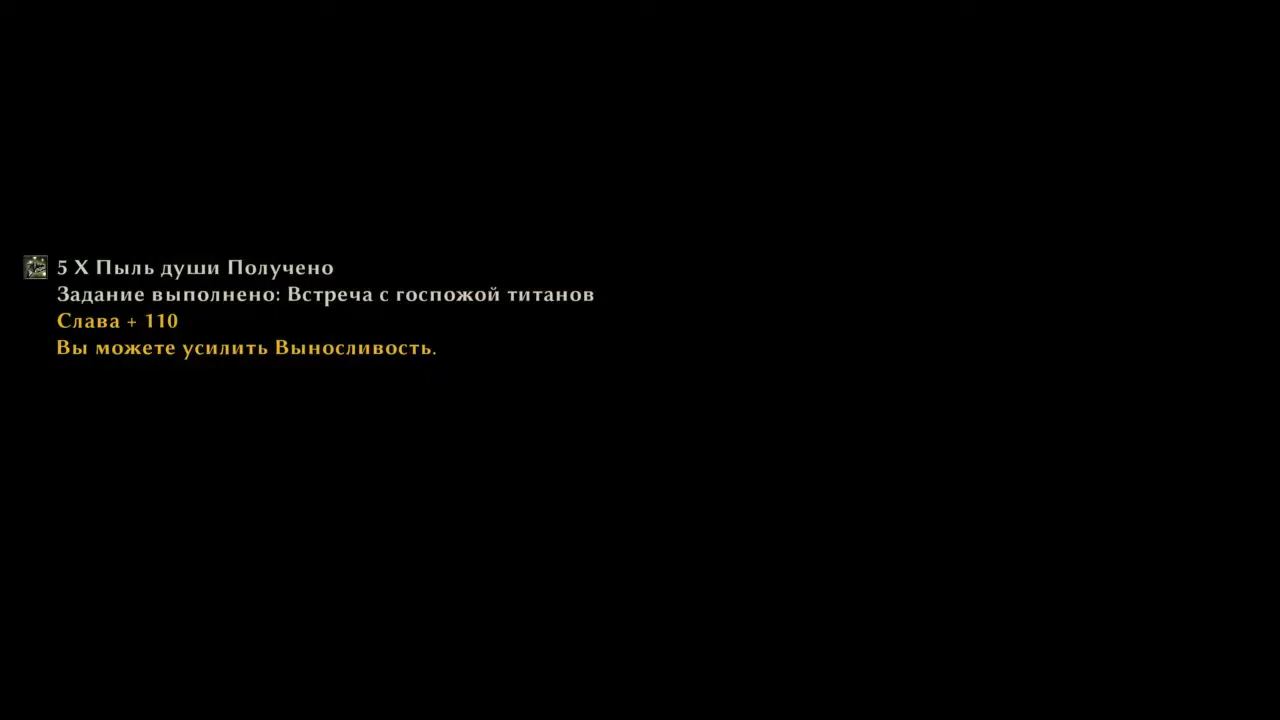 5 X Пыль души Получено
Задание выполнено: Встреча с госпожой титанов
Слава + 110
Вы можете усилить Выносливость.